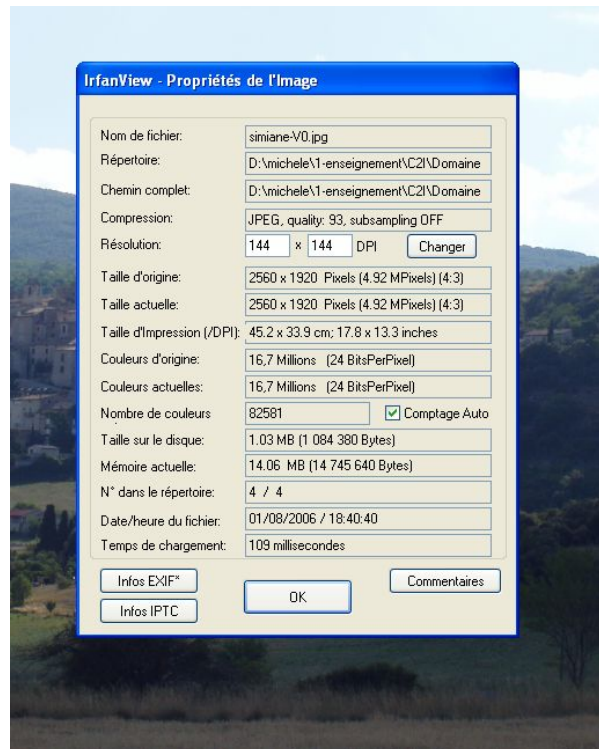 IrfanView - Propriétés de l'Image
Nom de fichier: simiane-V0.jpg
Répertoire: D:\michele\1-enseignement\C2I\Domaine
Chemin complet: D:\michele\1-enseignement\C2I\Domaine
Compression: JPEG, quality: 93, subsampling OFF
Résolution: 144 x 144 DPI Changer
Taille d'origine: 2560 x 1920 Pixels (4.92 MPixels) (4:3)
Taille actuelle: 2560 x 1920 Pixels (4.92 MPixels) (4:3)
Taille d'Impression (/DPI): 45.2 x 33.9 cm; 17.8 x 13.3 inches
Couleurs d'origine: 16,7 Millions (24 BitsPerPixel)
Couleurs actuelles: 16,7 Millions (24 BitsPerPixel)
Nombre de couleurs 82581 Comptage Auto
Taille sur le disque: 1.03 MB (1 084 380 Bytes)
Mémoire actuelle: 14.06 MB (14 745 640 Bytes)
N° dans le répertoire: 4 / 4
Date/heure du fichier: 01/08/2006 / 18:40:40
Temps de chargement: 109 millisecondes
Infos EXIF* OK Commentaires
Infos IPTC